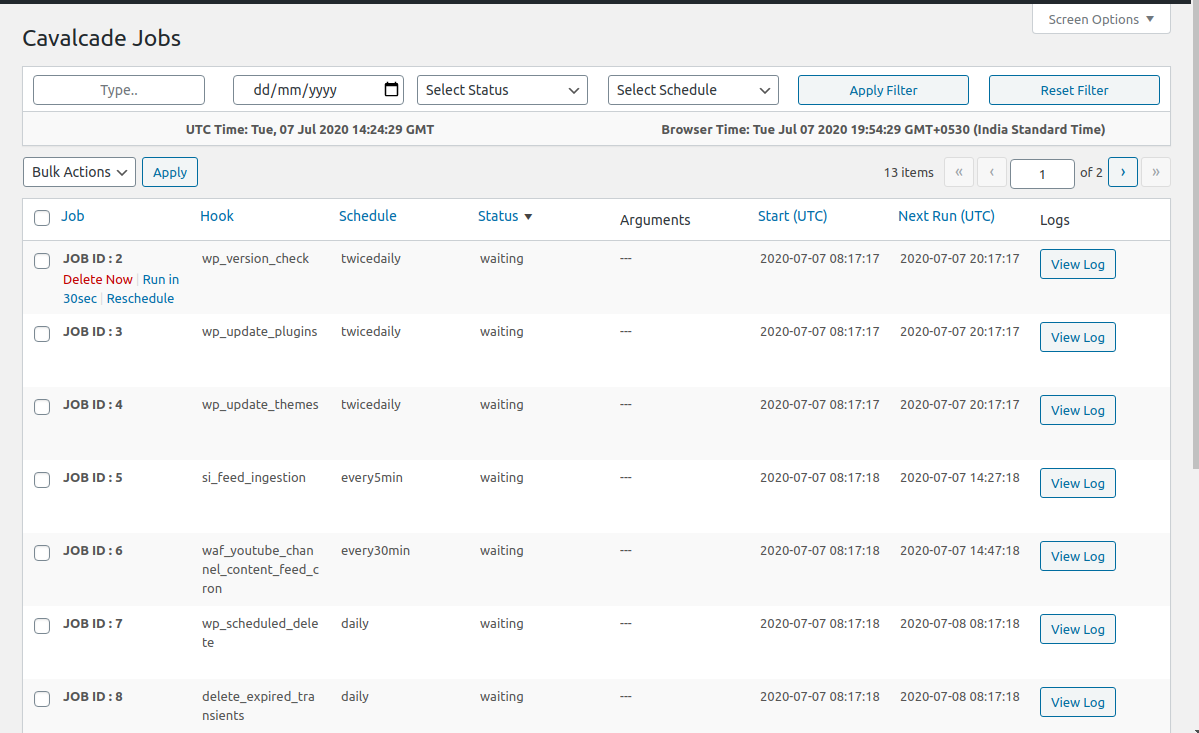 Screen Options ▼
Cavalcade Jobs
Type.. dd/mm/yyyy Select Status Select Schedule Apply Filter Reset Filter
UTC Time: Tue, 07 Jul 2020 14:24:29 GMT Browser Time: Tue Jul 07 2020 19:54:29 GMT+0530 (India Standard Time)
Bulk Actions Apply 13 items « ‹ 1 of 2 › »
Job Hook Schedule Status ▼ Arguments Start (UTC) Next Run (UTC) Logs
JOB ID : 2 wp_version_check twicedaily waiting --- 2020-07-07 08:17:17 2020-07-07 20:17:17 View Log
Delete Now | Run in
30sec | Reschedule
JOB ID : 3 wp_update_plugins twicedaily waiting --- 2020-07-07 08:17:17 2020-07-07 20:17:17 View Log
JOB ID : 4 wp_update_themes twicedaily waiting --- 2020-07-07 08:17:17 2020-07-07 20:17:17 View Log
JOB ID : 5 si_feed_ingestion every5min waiting --- 2020-07-07 08:17:18 2020-07-07 14:27:18 View Log
JOB ID : 6 waf_youtube_chan every30min waiting --- 2020-07-07 08:17:18 2020-07-07 14:47:18 View Log
nel_content_feed_c
ron
JOB ID : 7 wp_scheduled_dele daily waiting --- 2020-07-07 08:17:18 2020-07-08 08:17:18 View Log
te
JOB ID : 8 delete_expired_tra daily waiting --- 2020-07-07 08:17:18 2020-07-08 08:17:18 View Log
nsients